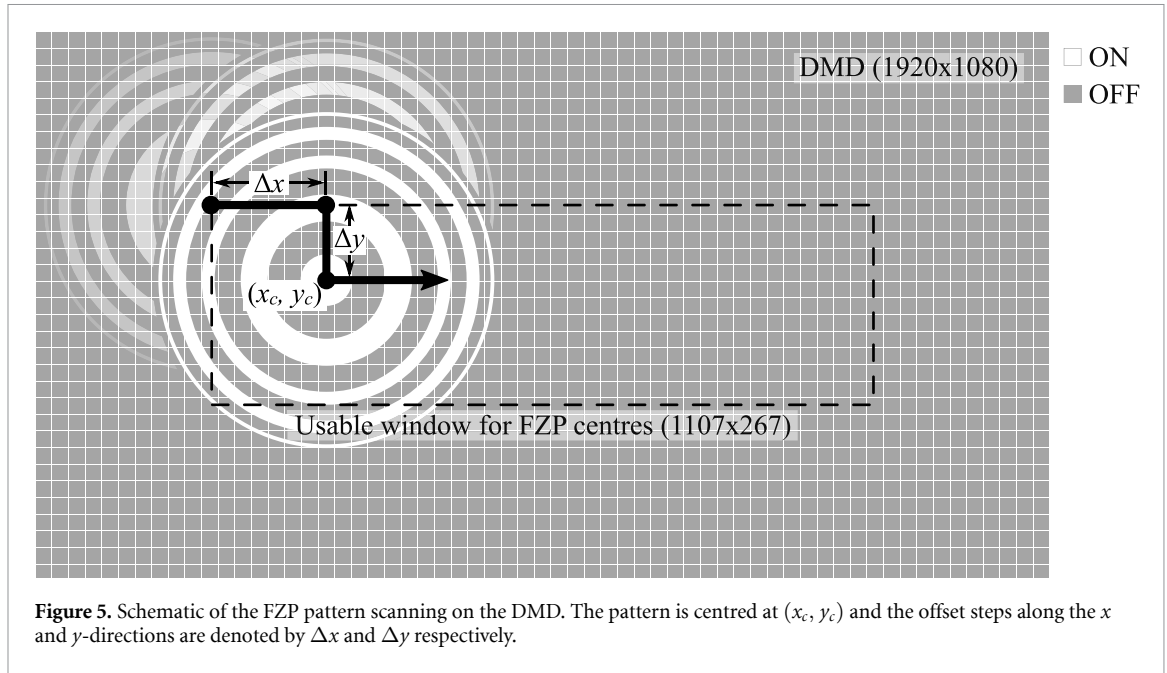 DMD (1920x1080)
ON
OFF
Δx
Δy
(xc, yc)
Usable window for FZP centres (1107x267)
Figure 5. Schematic of the FZP pattern scanning on the DMD. The pattern is centred at (xc, yc) and the offset steps along the x
and y-directions are denoted by Δx and Δy respectively.